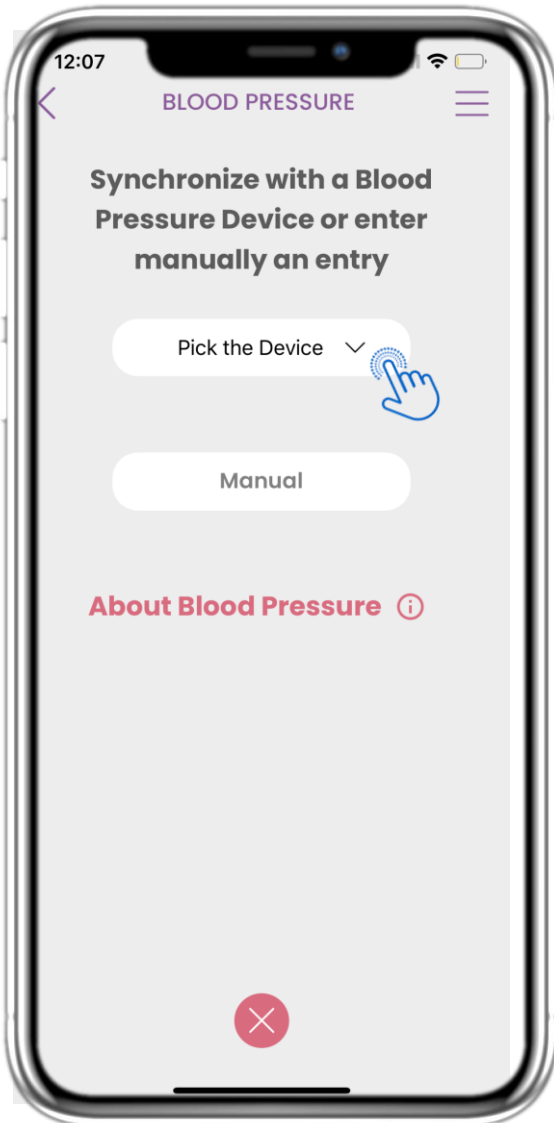 12:07
BLOOD PRESSURE
Synchronize with a Blood
Pressure Device or enter
manually an entry
Pick the Device
Manual
About Blood Pressure